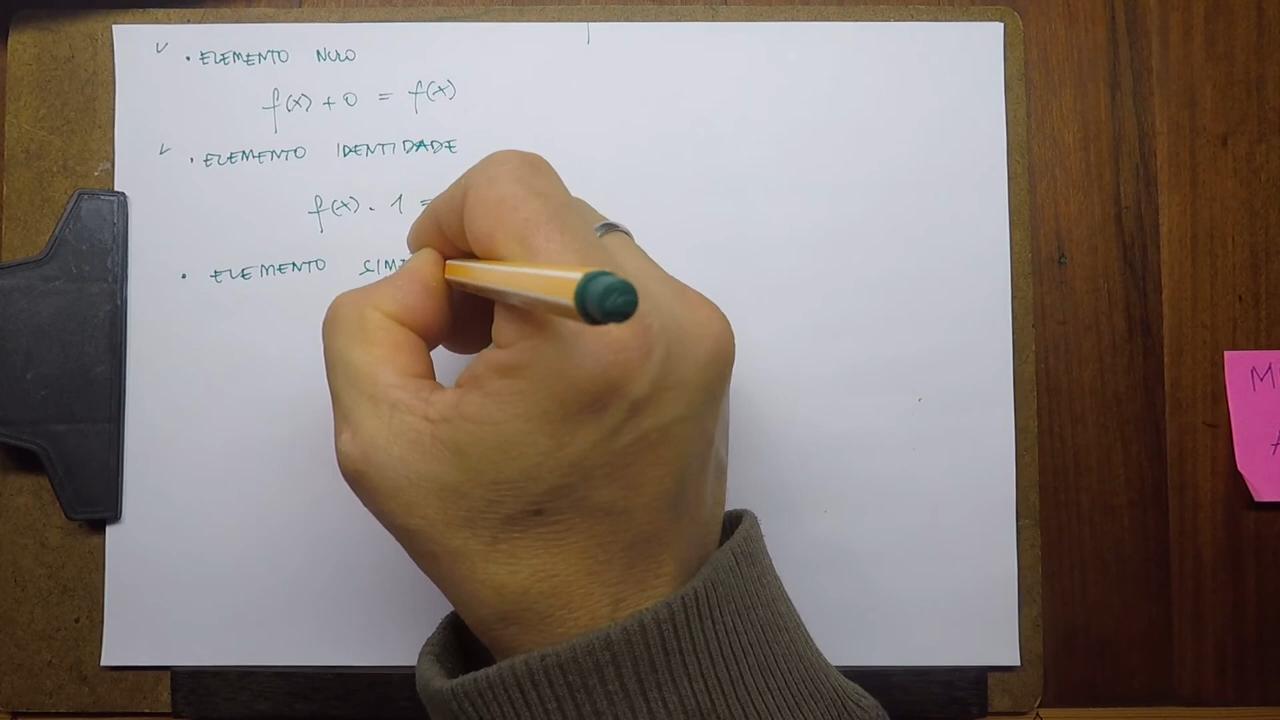 ✓ • ELEMENTO NULO
f(x) + 0 = f(x)
✓ • ELEMENTO IDENTIDADE
f(x) . 1 =
• ELEMENTO